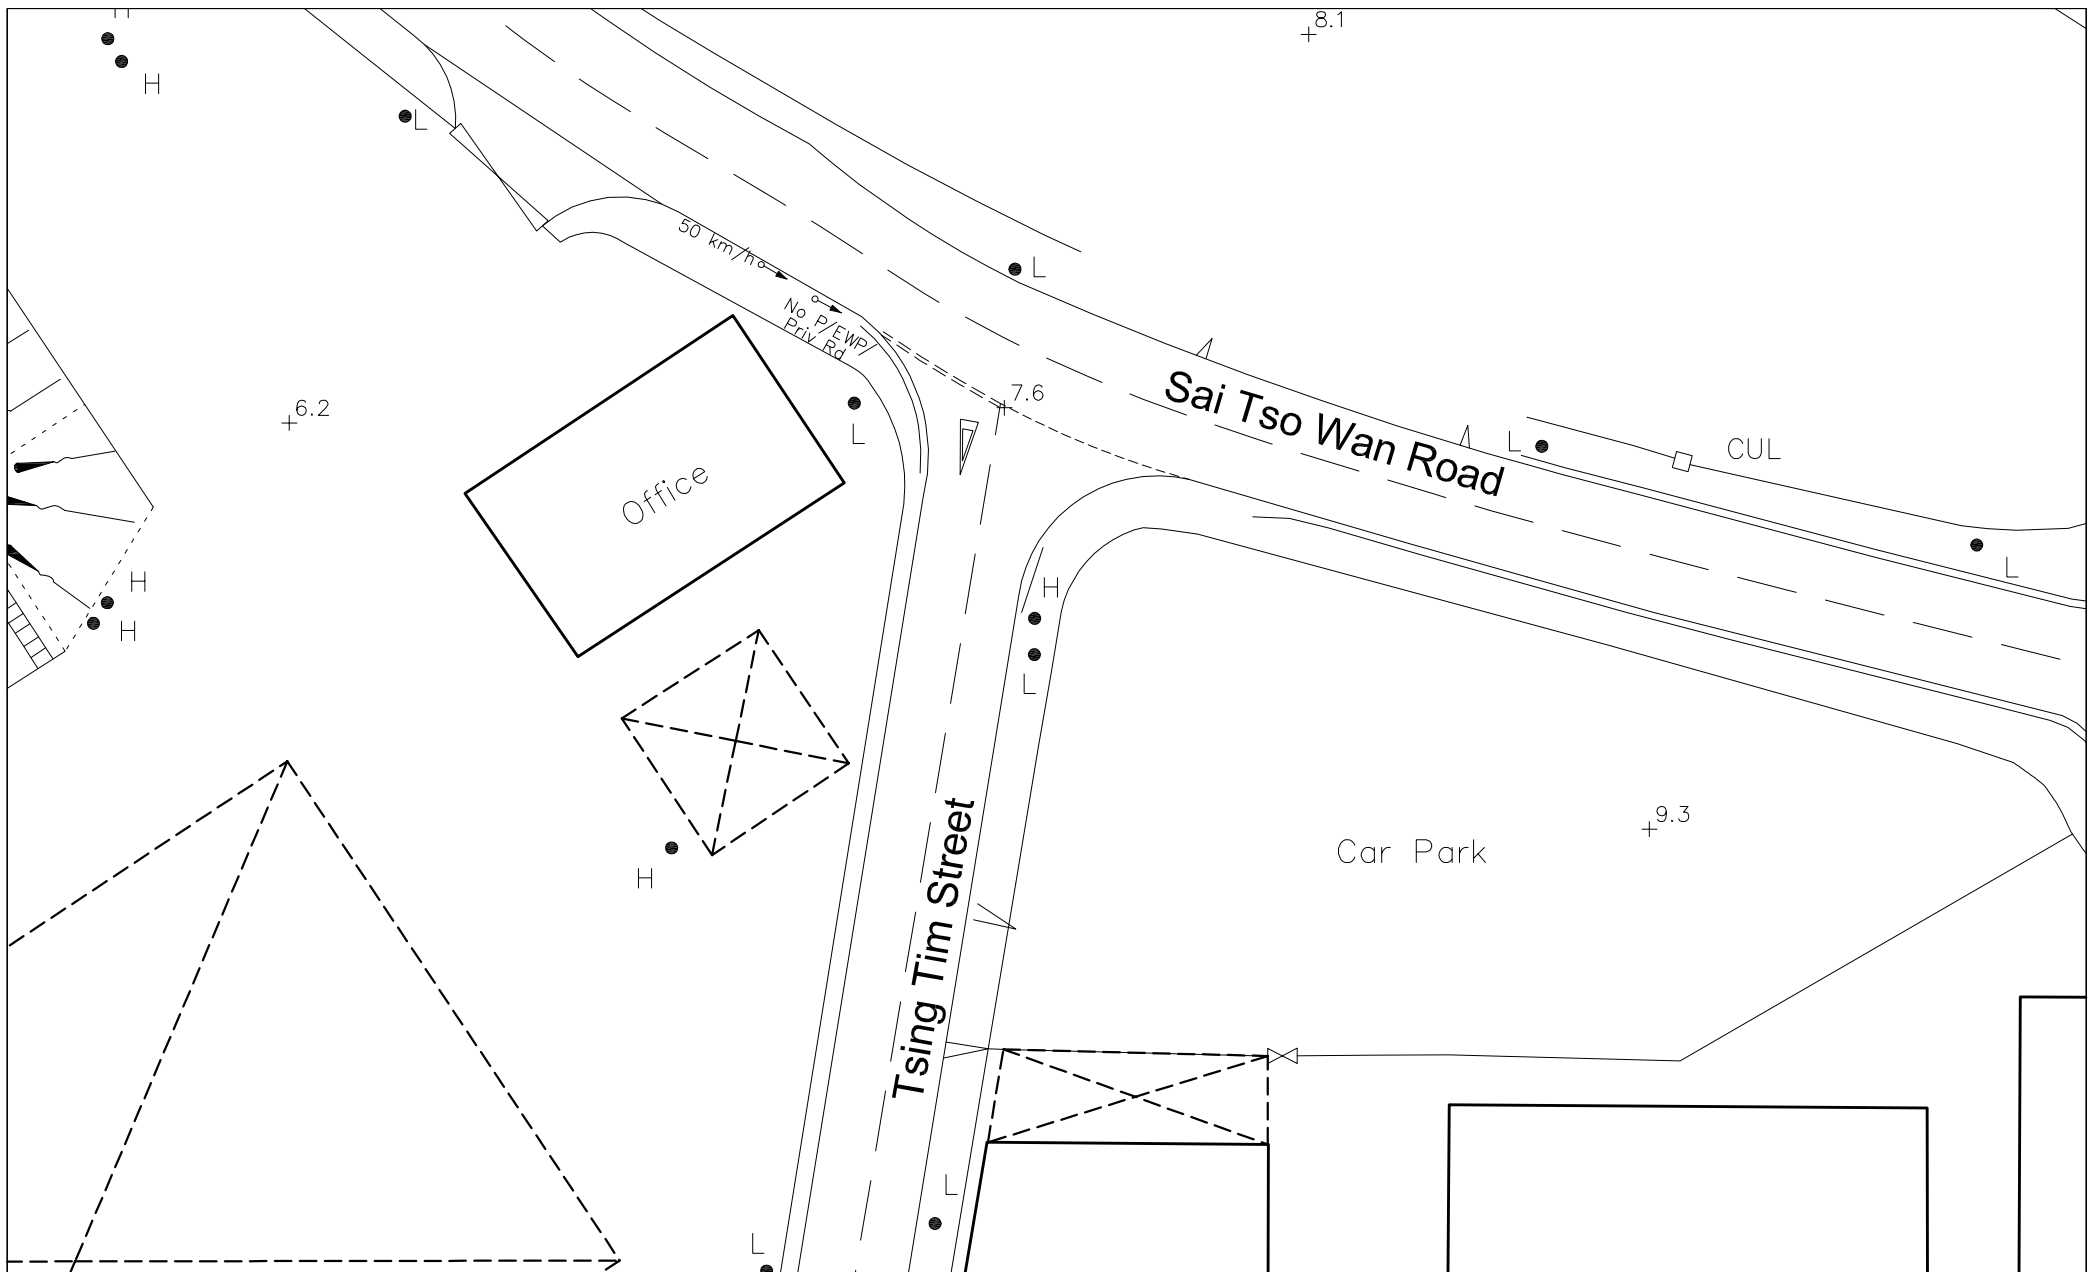 H
8.1
H
L
50 km/h
L
No P/EWP/
Priv Rd
7.6
6.2
Sai Tso Wan Road
L
L
CUL
Office
L
H
H
H
L
9.3
Car Park
H
Tsing Tim Street
L
L